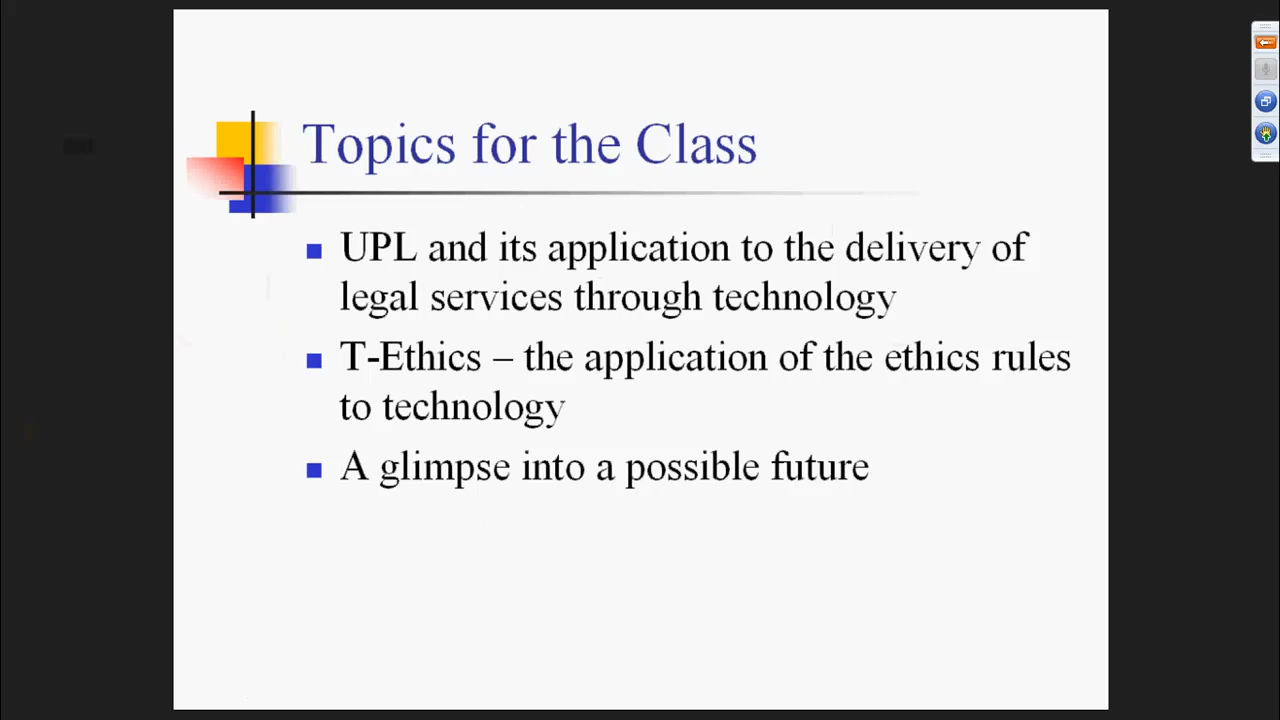 Topics for the Class
UPL and its application to the delivery of
legal services through technology
T-Ethics – the application of the ethics rules
to technology
A glimpse into a possible future